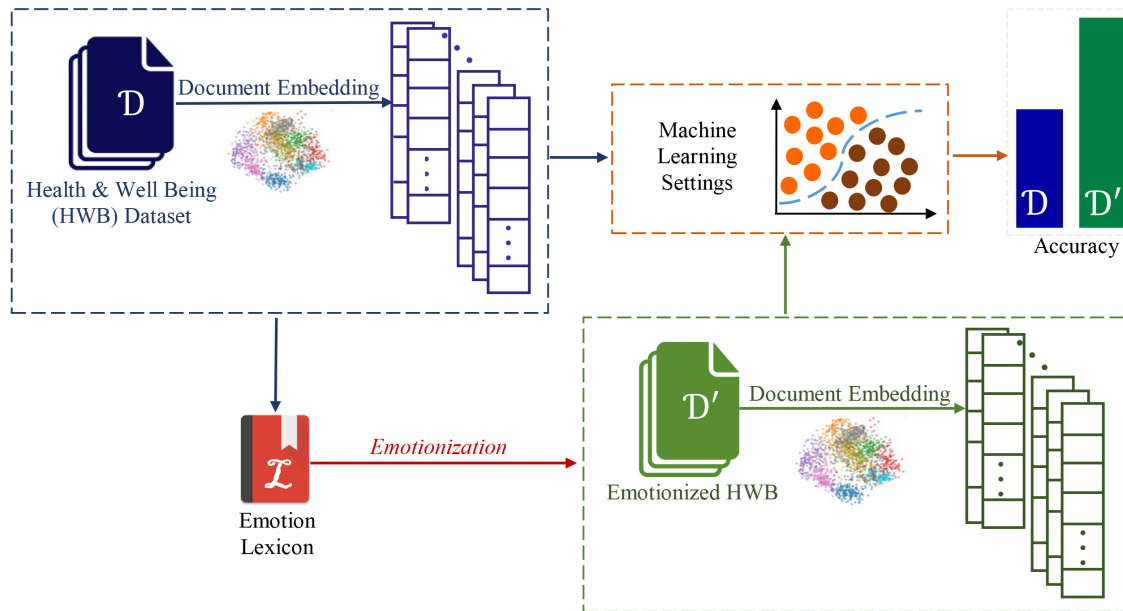 𝒟
Document Embedding
Health & Well Being
(HWB) Dataset
Machine
Learning
Settings
𝒟
𝒟′
Accuracy
ℒ
Emotion
Lexicon
Emotionization
𝒟′
Document Embedding
Emotionized HWB